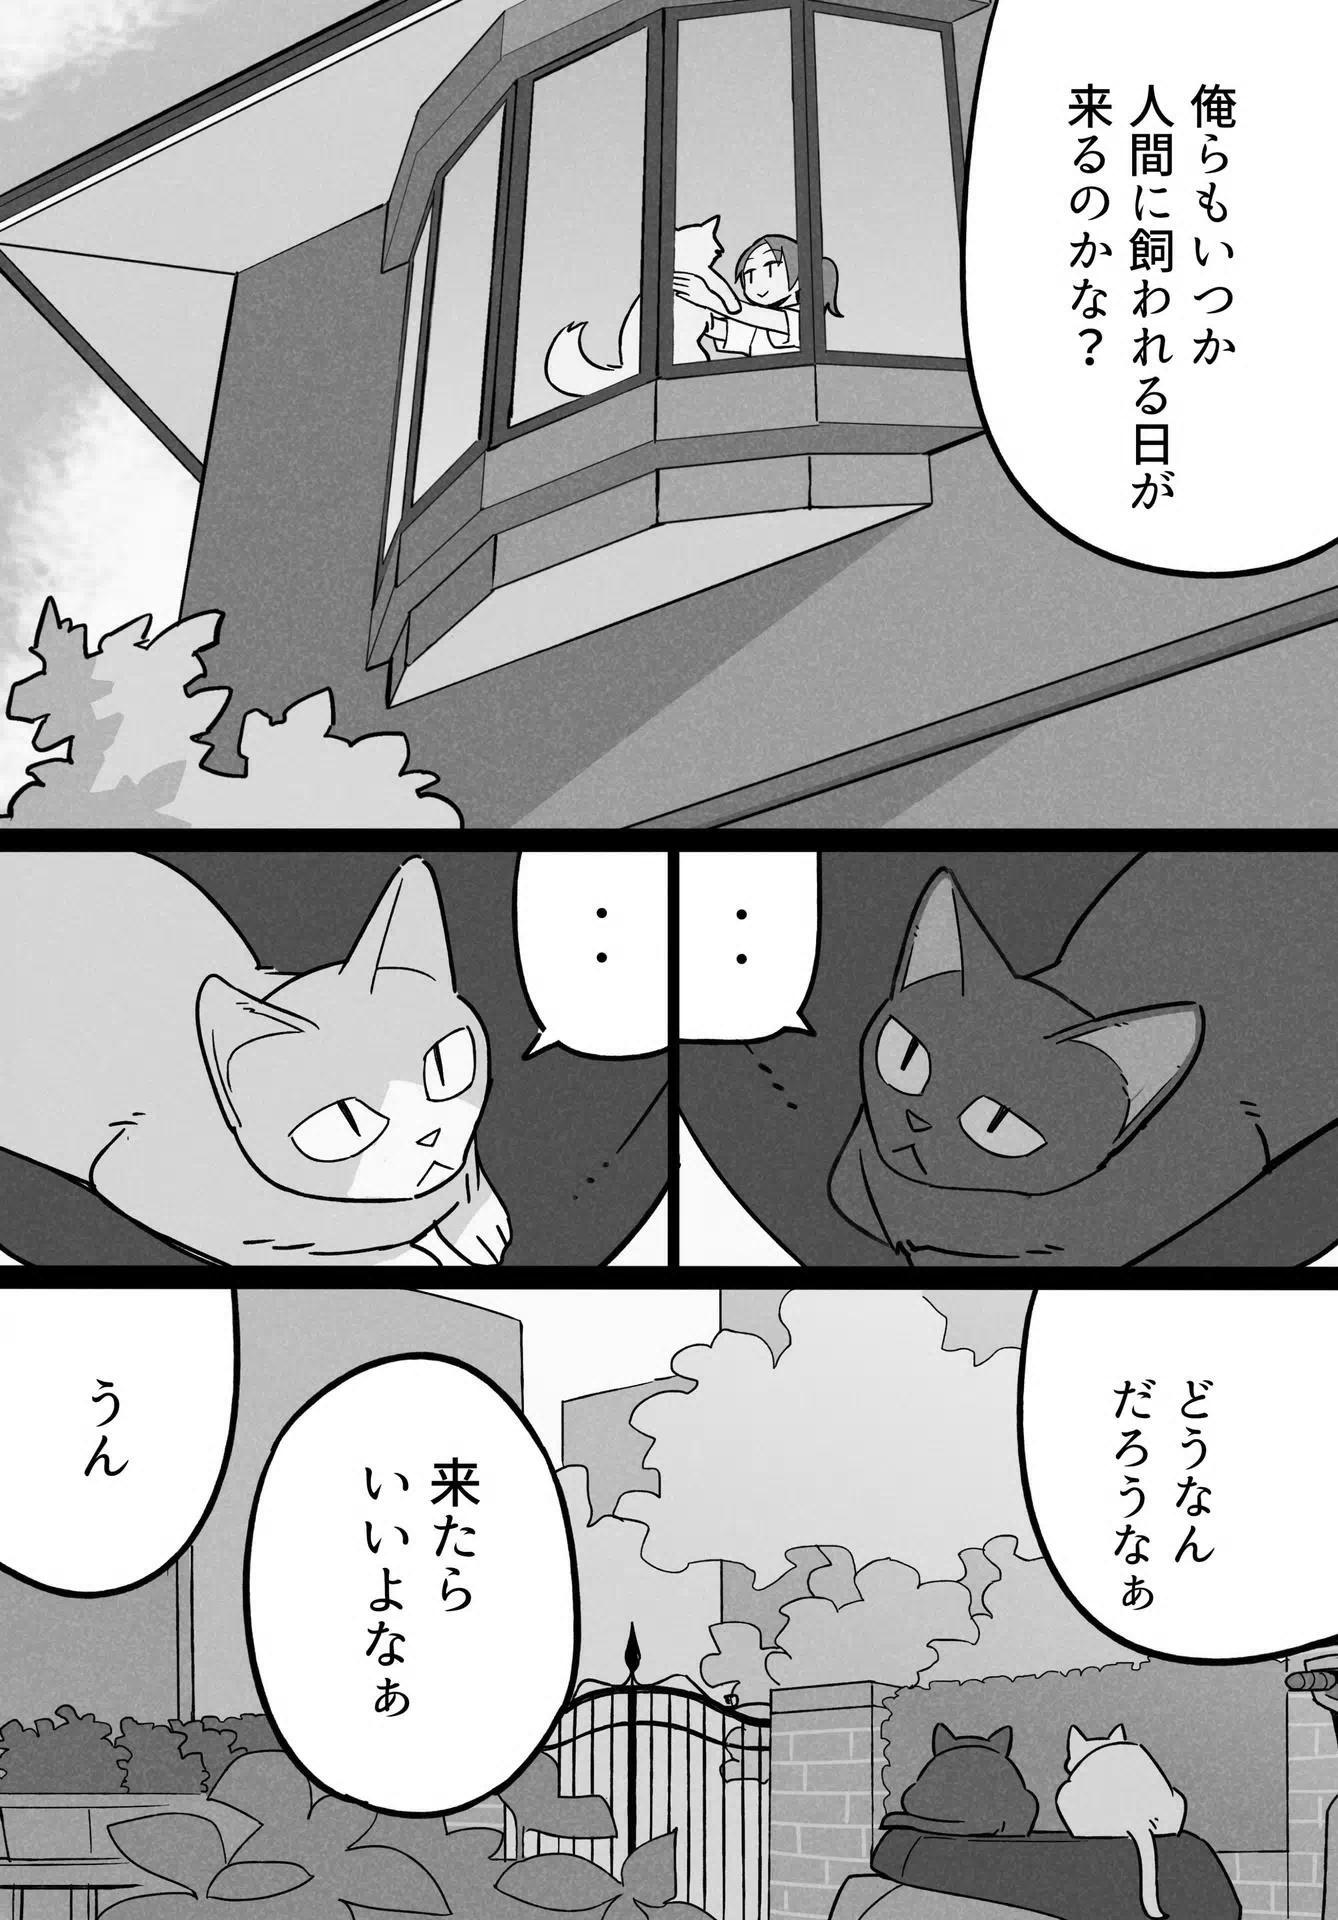 俺らもいつか
人間に飼われる日が
来るのかな？
：
：
どうなん
だろうなぁ
来たら
いいよなぁ
うん